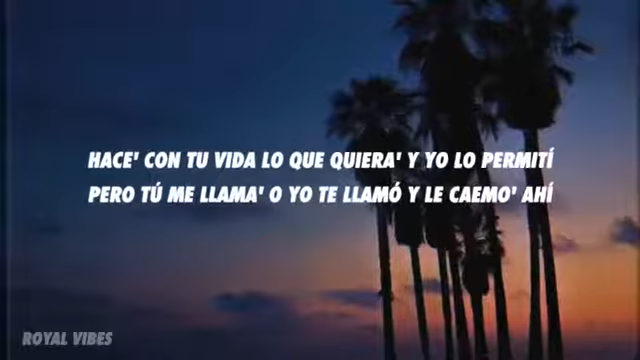 HACE' CON TU VIDA LO QUE QUIERA' Y YO LO PERMITÍ
PERO TÚ ME LLAMA' O YO TE LLAMÓ Y LE CAEMO' AHÍ
ROYAL VIBES